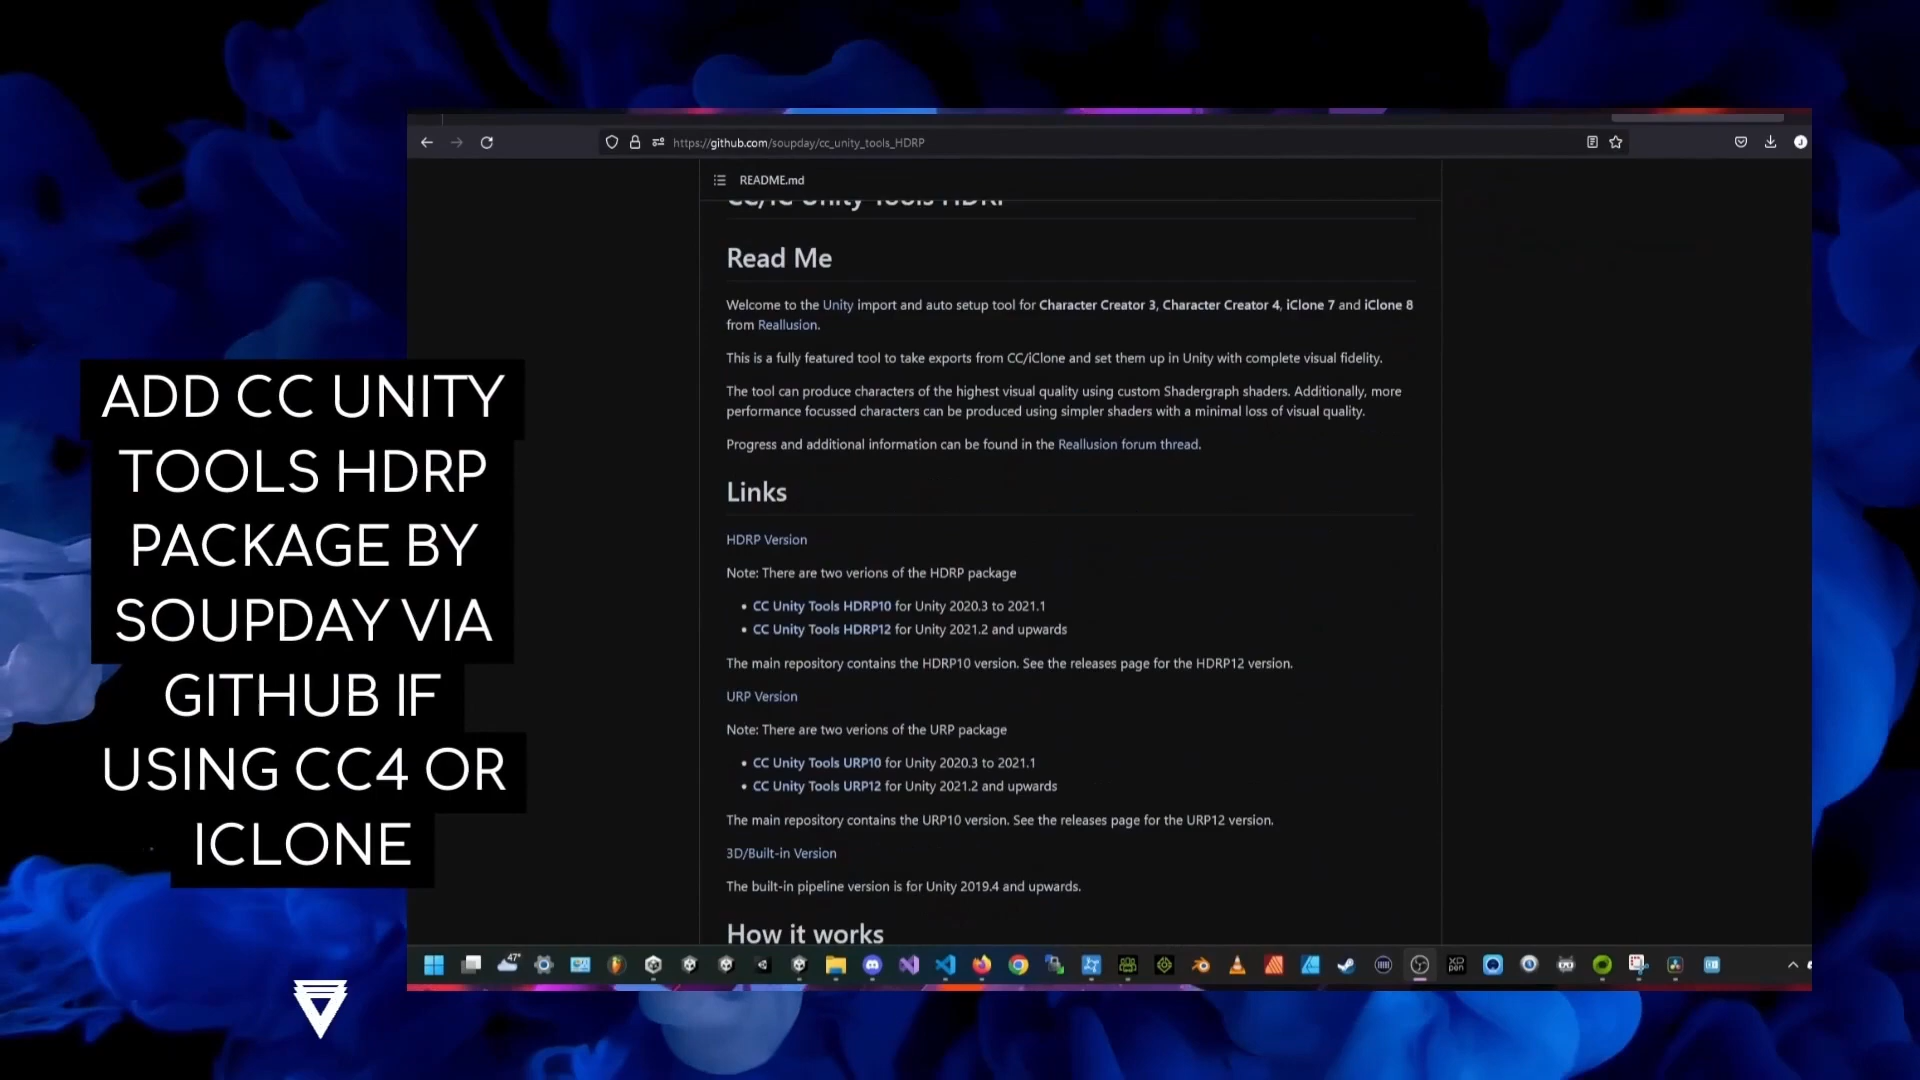 https://github.com/soupday/cc_unity_tools_HDRP
README.md
CC/iC Unity Tools HDRP
Read Me
Welcome to the Unity import and auto setup tool for Character Creator 3, Character Creator 4, iClone 7 and iClone 8
from Reallusion.
This is a fully featured tool to take exports from CC/iClone and set them up in Unity with complete visual fidelity.
The tool can produce characters of the highest visual quality using custom Shadergraph shaders. Additionally, more
performance focussed characters can be produced using simpler shaders with a minimal loss of visual quality.
Progress and additional information can be found in the Reallusion forum thread.
Links
HDRP Version
Note: There are two verions of the HDRP package
• CC Unity Tools HDRP10 for Unity 2020.3 to 2021.1
• CC Unity Tools HDRP12 for Unity 2021.2 and upwards
The main repository contains the HDRP10 version. See the releases page for the HDRP12 version.
URP Version
Note: There are two verions of the URP package
• CC Unity Tools URP10 for Unity 2020.3 to 2021.1
• CC Unity Tools URP12 for Unity 2021.2 and upwards
The main repository contains the URP10 version. See the releases page for the URP12 version.
3D/Built-in Version
The built-in pipeline version is for Unity 2019.4 and upwards.
How it works
ADD CC UNITY
TOOLS HDRP
PACKAGE BY
SOUPDAY VIA
GITHUB IF
USING CC4 OR
ICLONE
47°
XP
PEN
J